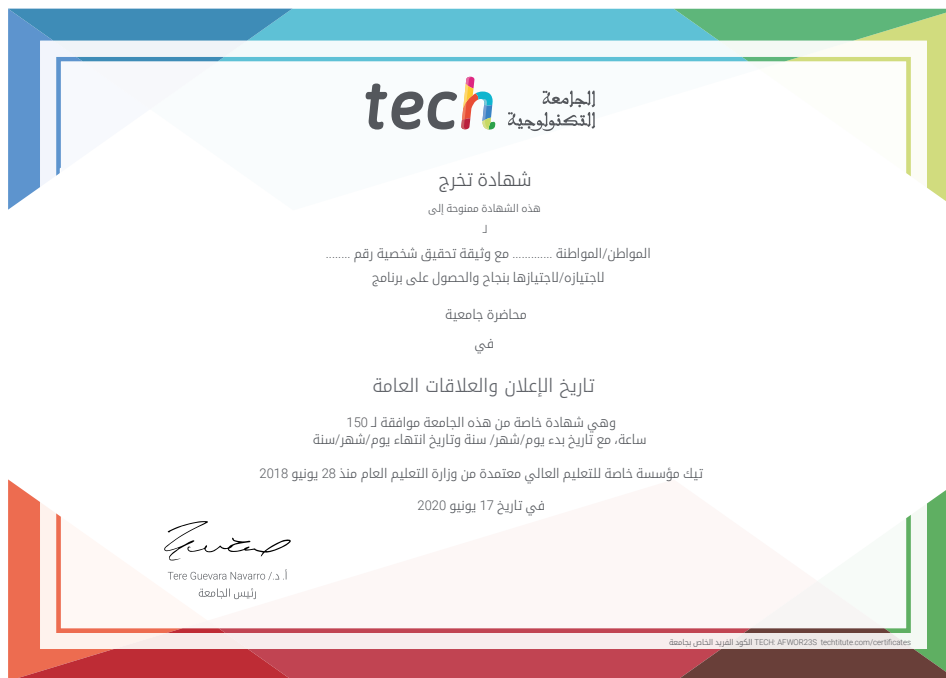 tech الجامعة
التكنولوجية
شهادة تخرج
هذه الشهادة ممنوحة إلى
لـ
المواطن/المواطنة ............ مع وثيقة تحقيق شخصية رقم ........
لاجتيازه/لاجتيازها بنجاح والحصول على برنامج
محاضرة جامعية
في
تاريخ الإعلان والعلاقات العامة
وهي شهادة خاصة من هذه الجامعة موافقة لـ 150
ساعة، مع تاريخ بدء يوم/شهر/ سنة وتاريخ انتهاء يوم/شهر/سنة
تيك مؤسسة خاصة للتعليم العالي معتمدة من وزارة التعليم العام منذ 28 يونيو 2018
في تاريخ 17 يونيو 2020
أ. د./ Tere Guevara Navarro
رئيس الجامعة
الكود الفريد الخاص بجامعة TECH: AFWOR23S techtitute.com/certificates